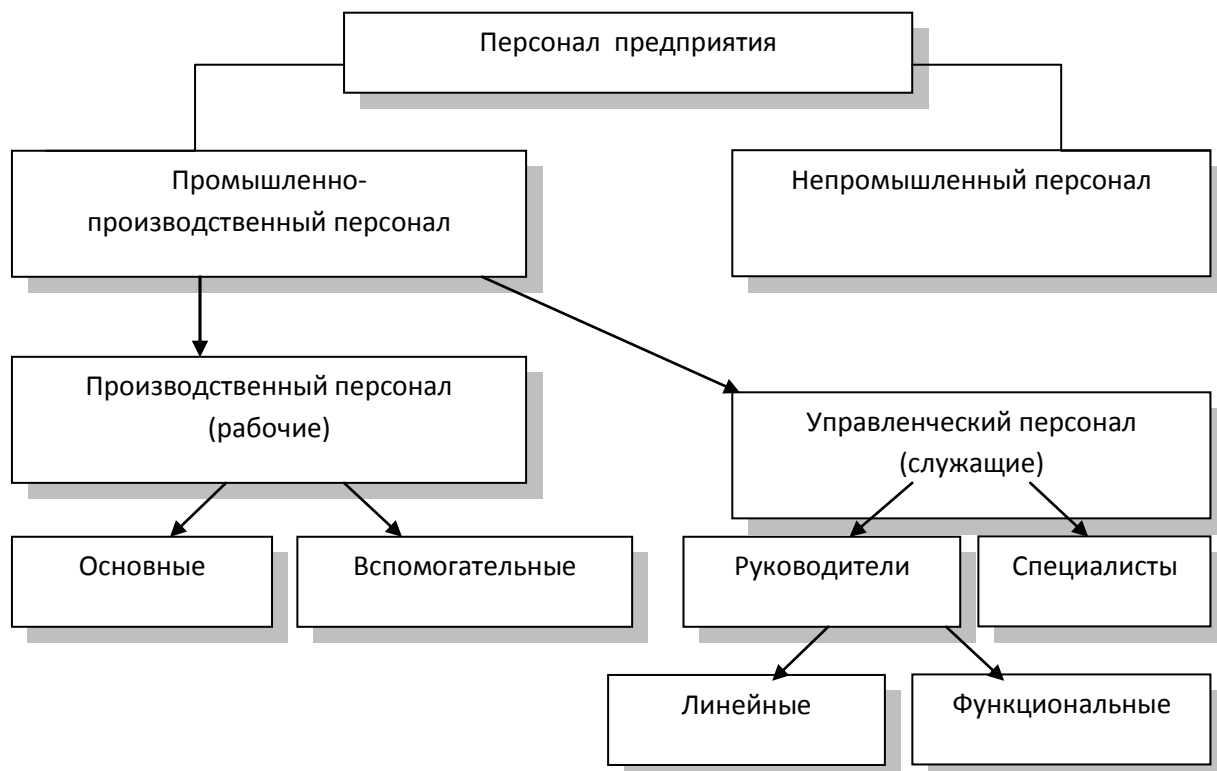 Персонал предприятия
Промышленно-
производственный персонал
Непромышленный персонал
Производственный персонал
(рабочие)
Управленческий персонал
(служащие)
Основные
Вспомогательные
Руководители
Специалисты
Линейные
Функциональные